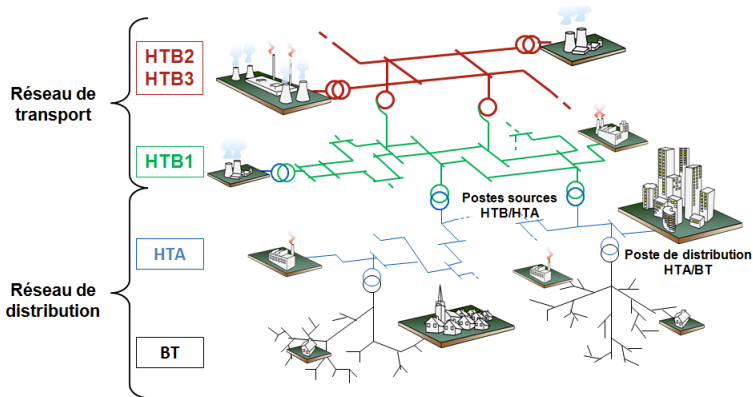 HTB2
HTB3
Réseau de
transport
HTB1
Postes sources
HTB/HTA
HTA
Poste de distribution
HTA/BT
Réseau de
distribution
BT